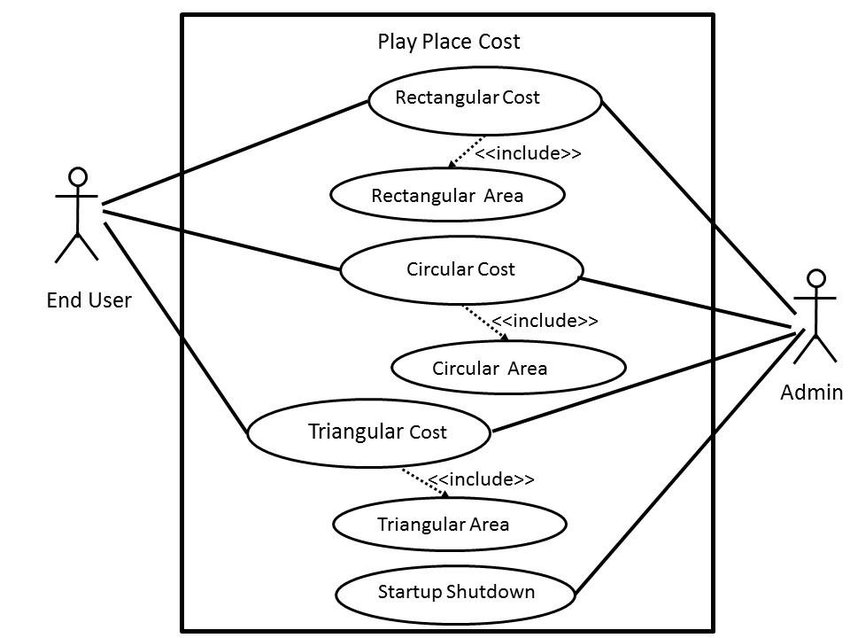 Play Place Cost
Rectangular Cost
<<include>>
Rectangular Area
Circular Cost
End User
<<include>>
Circular Area
Admin
Triangular Cost
<<include>>
Triangular Area
Startup Shutdown